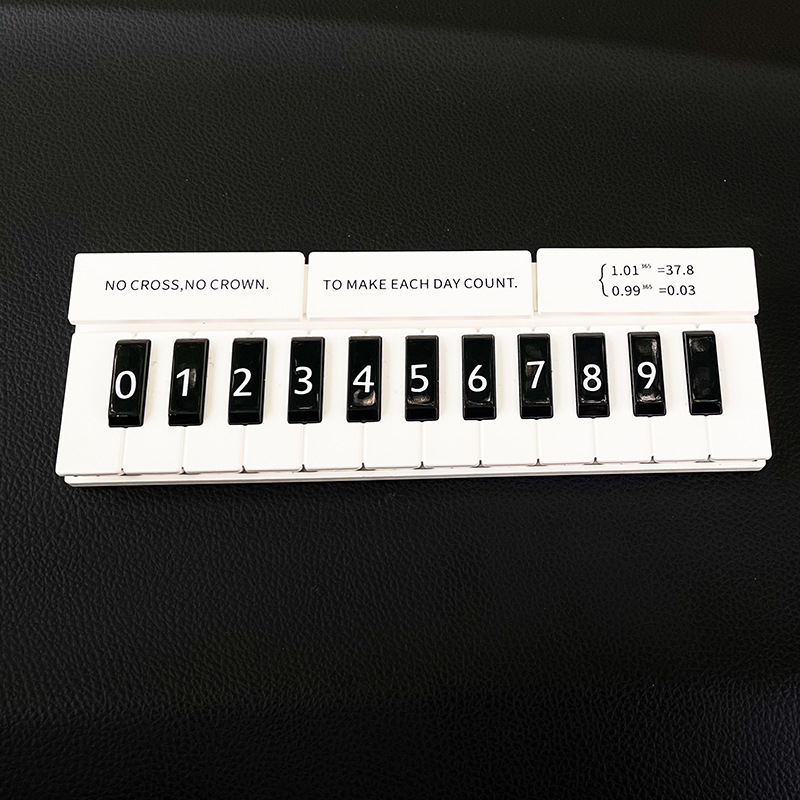 NO CROSS,NO CROWN.
TO MAKE EACH DAY COUNT.
1.01³⁶⁵ =37.8
0.99³⁶⁵ =0.03
0 1 2 3 4 5 6 7 8 9